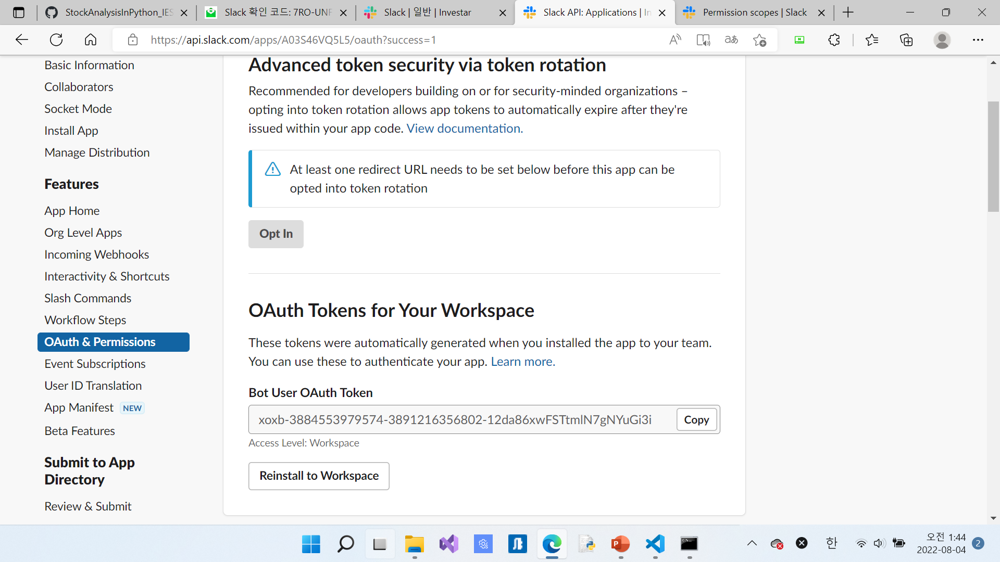 StockAnalysisInPython_IES
Slack 확인 코드: 7RO-UNF
Slack | 일반 | Investar
Slack API: Applications | In
Permission scopes | Slack
https://api.slack.com/apps/A03S46VQ5L5/oauth?success=1
Basic Information
Collaborators
Socket Mode
Install App
Manage Distribution
Features
App Home
Org Level Apps
Incoming Webhooks
Interactivity & Shortcuts
Slash Commands
Workflow Steps
OAuth & Permissions
Event Subscriptions
User ID Translation
App Manifest NEW
Beta Features
Submit to App
Directory
Review & Submit
Advanced token security via token rotation
Recommended for developers building on or for security-minded organizations –
opting into token rotation allows app tokens to automatically expire after they're
issued within your app code. View documentation.
At least one redirect URL needs to be set below before this app can be
opted into token rotation
Opt In
OAuth Tokens for Your Workspace
These tokens were automatically generated when you installed the app to your team.
You can use these to authenticate your app. Learn more.
Bot User OAuth Token
xoxb-3884553979574-3891216356802-12da86xwFSTtmlN7gNYuGi3i
Copy
Access Level: Workspace
Reinstall to Workspace
한
오전 1:44
2022-08-04
2